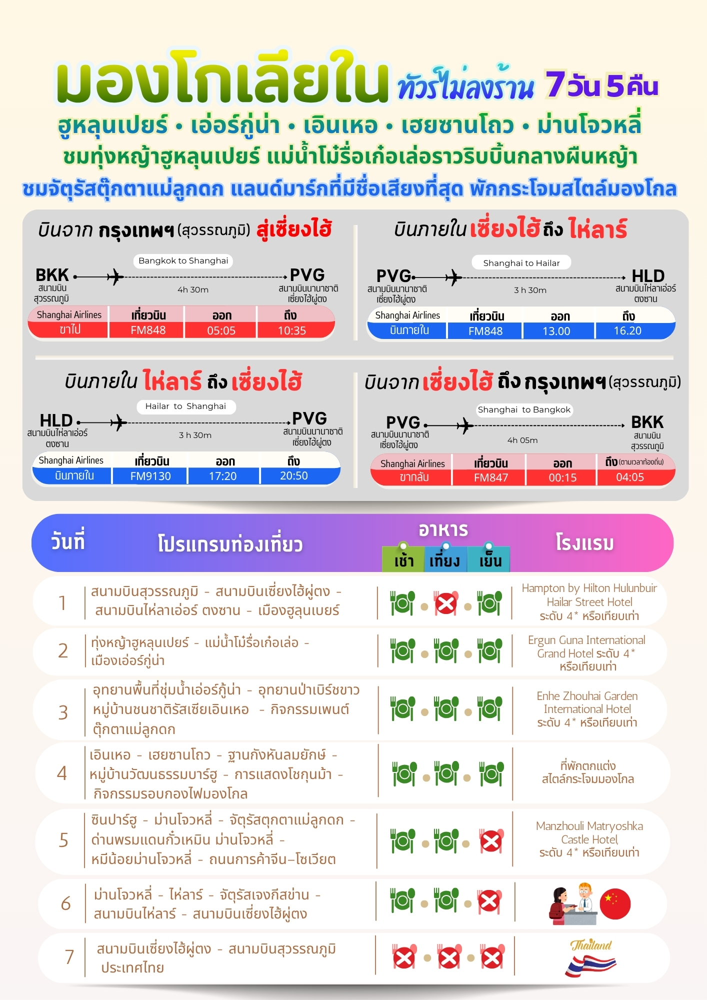 มองโกเลียใน ทัวร์ไม่ลงร้าน 7วัน 5คืน
ฮูหลุนเปยร์ • เอ่อร์กู่น่า • เอินเหอ • เฮยซานโถว • ม่านโจวหลี่
ชมทุ่งหญ้าฮูหลุนเปยร์ แม่น้ำโม่รื่อเก๋อเล่อราวริบบิ้นกลางผืนหญ้า
ชมจัตุรัสตุ๊กตาแม่ลูกดก แลนด์มาร์กที่มีชื่อเสียงที่สุด พักกระโจมสไตล์มองโกล
บินจาก กรุงเทพฯ (สุวรรณภูมิ) สู่เซี่ยงไฮ้
Bangkok to Shanghai
BKK PVG
4h 30m
สนามบิน
สุวรรณภูมิ
สนามบินนานาชาติ
เซี่ยงไฮ้ผู่ตง
Shanghai Airlines เที่ยวบิน ออก ถึง
ขาไป FM848 05:05 10:35
บินภายใน เซี่ยงไฮ้ ถึง ไห่ลาร์
Shanghai to Hailar
PVG HLD
3 h 30m
สนามบินนานาชาติ
เซี่ยงไฮ้ผู่ตง
สนามบินไห่ลาเอ่อร์
ตงซาน
Shanghai Airlines เที่ยวบิน ออก ถึง
บินภายใน FM848 13.00 16.20
บินภายใน ไห่ลาร์ ถึง เซี่ยงไฮ้
Hailar to Shanghai
HLD PVG
3 h 30m
สนามบินไห่ลาเอ่อร์
ตงซาน
สนามบินนานาชาติ
เซี่ยงไฮ้ผู่ตง
Shanghai Airlines เที่ยวบิน ออก ถึง
บินภายใน FM9130 17:20 20:50
บินจาก เซี่ยงไฮ้ ถึง กรุงเทพฯ (สุวรรณภูมิ)
Shanghai to Bangkok
PVG BKK
4h 05m
สนามบินนานาชาติ
เซี่ยงไฮ้ผู่ตง
สนามบิน
สุวรรณภูมิ
Shanghai Airlines เที่ยวบิน ออก ถึง (ตามเวลาท้องถิ่น)
ขากลับ FM847 00:15 04:05
วันที่ โปรแกรมท่องเที่ยว อาหาร โรงแรม
เช้า เที่ยง เย็น
1
สนามบินสุวรรณภูมิ - สนามบินเซี่ยงไฮ้ผู่ตง -
สนามบินไห่ลาเอ่อร์ ตงซาน - เมืองฮูลุนเบยร์
Hampton by Hilton Hulunbuir
Hailar Street Hotel
ระดับ 4* หรือเทียบเท่า
2
ทุ่งหญ้าฮูหลุนเปยร์ - แม่น้ำโม่รื่อเก๋อเล่อ -
เมืองเอ่อร์กู่น่า
Ergun Guna International
Grand Hotel ระดับ 4*
หรือเทียบเท่า
3
อุทยานพื้นที่ชุ่มน้ำเอ่อร์กู้น่า - อุทยานป่าเบิร์ชขาว
หมู่บ้านชนชาติรัสเซียเอินเหอ - กิจกรรมเพนต์
ตุ๊กตาแม่ลูกดก
Enhe Zhouhai Garden
International Hotel
ระดับ 4* หรือเทียบเท่า
4
เอินเหอ - เฮยซานโถว - ฐานกังหันลมยักษ์ -
หมู่บ้านวัฒนธรรมบาร์ฮู - การแสดงโชกุนม้า -
กิจกรรมรอบกองไฟมองโกล
ที่พักตกแต่ง
สไตล์กระโจมมองโกล
5
ซินปาร์ฮู - ม่านโจวหลี่ - จัตุรัสตุกตาแม่ลูกดก -
ด่านพรมแดนกั๋วเหมิน ม่านโจวหลี่ -
หมีน้อยม่านโจวหลี่ - ถนนการค้าจีน–โซเวียต
Manzhouli Matryoshka
Castle Hotel,
ระดับ 4* หรือเทียบเท่า
6
ม่านโจวหลี่ - ไห่ลาร์ - จัตุรัสเจงกีสข่าน -
สนามบินไห่ลาร์ - สนามบินเซี่ยงไฮ้ผู่ตง
7
สนามบินเซี่ยงไฮ้ผู่ตง - สนามบินสุวรรณภูมิ
ประเทศไทย
Thailand